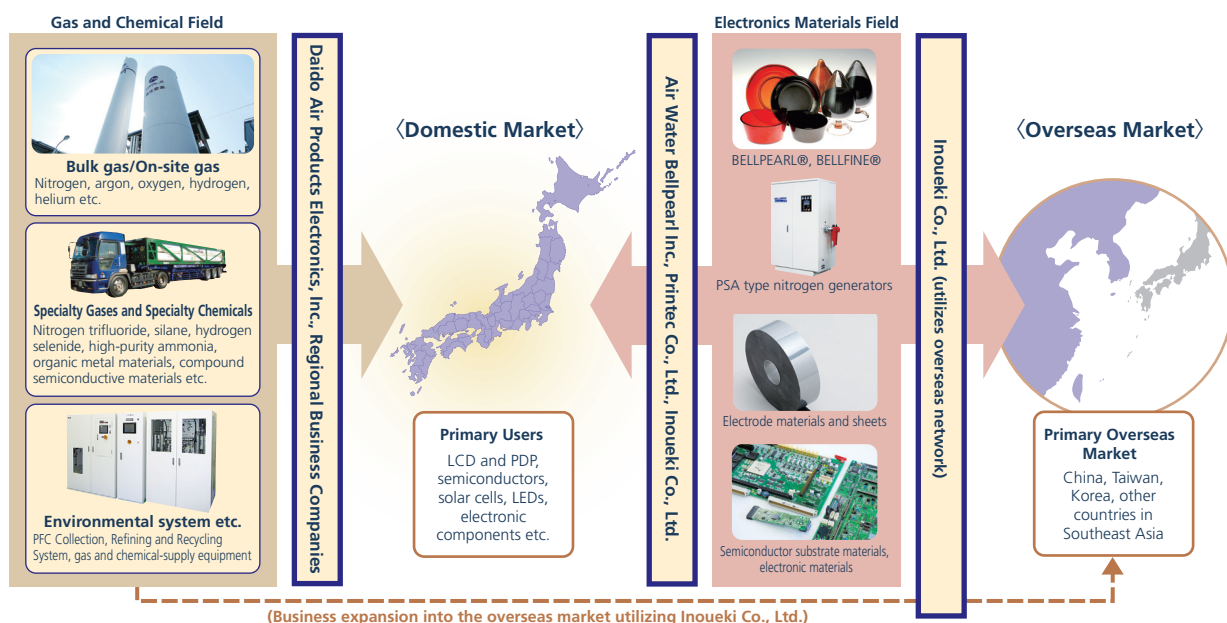 Gas and Chemical Field
Bulk gas/On-site gas
Nitrogen, argon, oxygen, hydrogen,
helium etc.
Specialty Gases and Specialty Chemicals
Nitrogen trifluoride, silane, hydrogen
selenide, high-purity ammonia,
organic metal materials, compound
semiconductive materials etc.
Environmental system etc.
PFC Collection, Refining and Recycling
System, gas and chemical-supply equipment
Daido Air Products Electronics, Inc., Regional Business Companies
〈Domestic Market〉
Primary Users
LCD and PDP,
semiconductors,
solar cells, LEDs,
electronic
components etc.
Air Water Bellpearl Inc., Printec Co., Ltd., Inoueki Co., Ltd.
Electronics Materials Field
BELLPEARL®, BELLFINE®
PSA type nitrogen generators
Electrode materials and sheets
Semiconductor substrate materials,
electronic materials
Inoueki Co., Ltd. (utilizes overseas network)
〈Overseas Market〉
Primary Overseas
Market
China, Taiwan,
Korea, other
countries in
Southeast Asia
(Business expansion into the overseas market utilizing Inoueki Co., Ltd.)